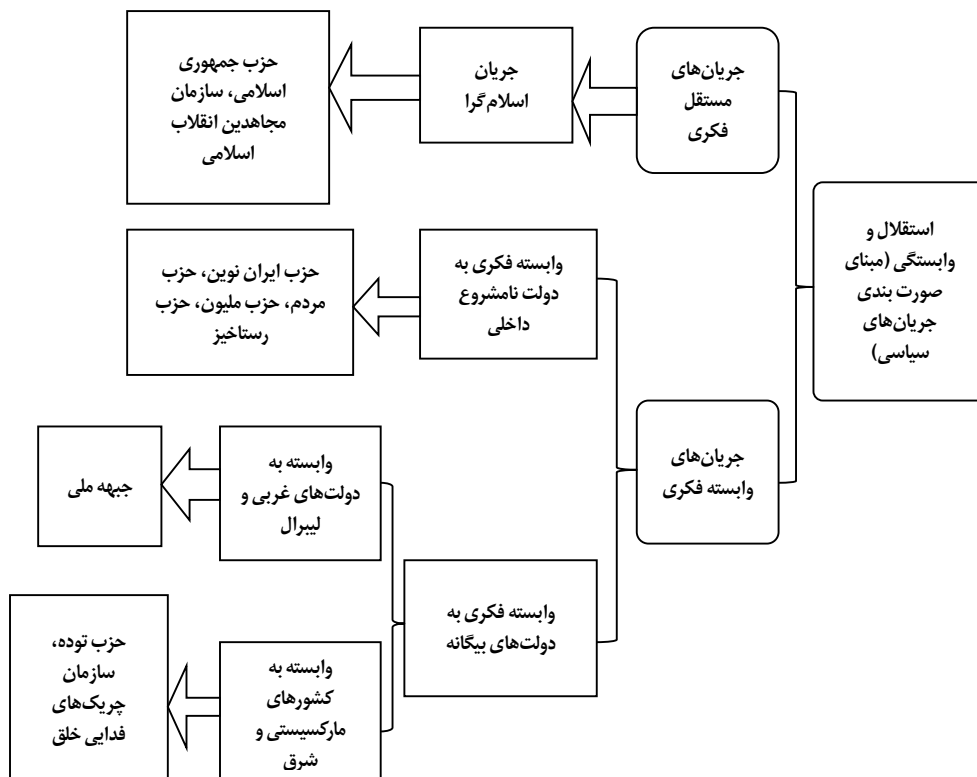 استقلال و
وابستگی (مبنای
صورت بندی
جریان‌های
سیاسی)
جریان‌های
مستقل
فکری
جریان
اسلام‌گرا
حزب جمهوری
اسلامی، سازمان
مجاهدین انقلاب
اسلامی
جریان‌های
وابسته فکری
وابسته فکری به
دولت نامشروع
داخلی
حزب ایران نوین، حزب
مردم، حزب ملیون، حزب
رستاخیز
وابسته فکری به
دولت‌های بیگانه
وابسته به
دولت‌های غربی و
لیبرال
جبهه ملی
وابسته به
کشورهای
مارکسیستی و
شرق
حزب توده،
سازمان
چریک‌های
فدایی خلق